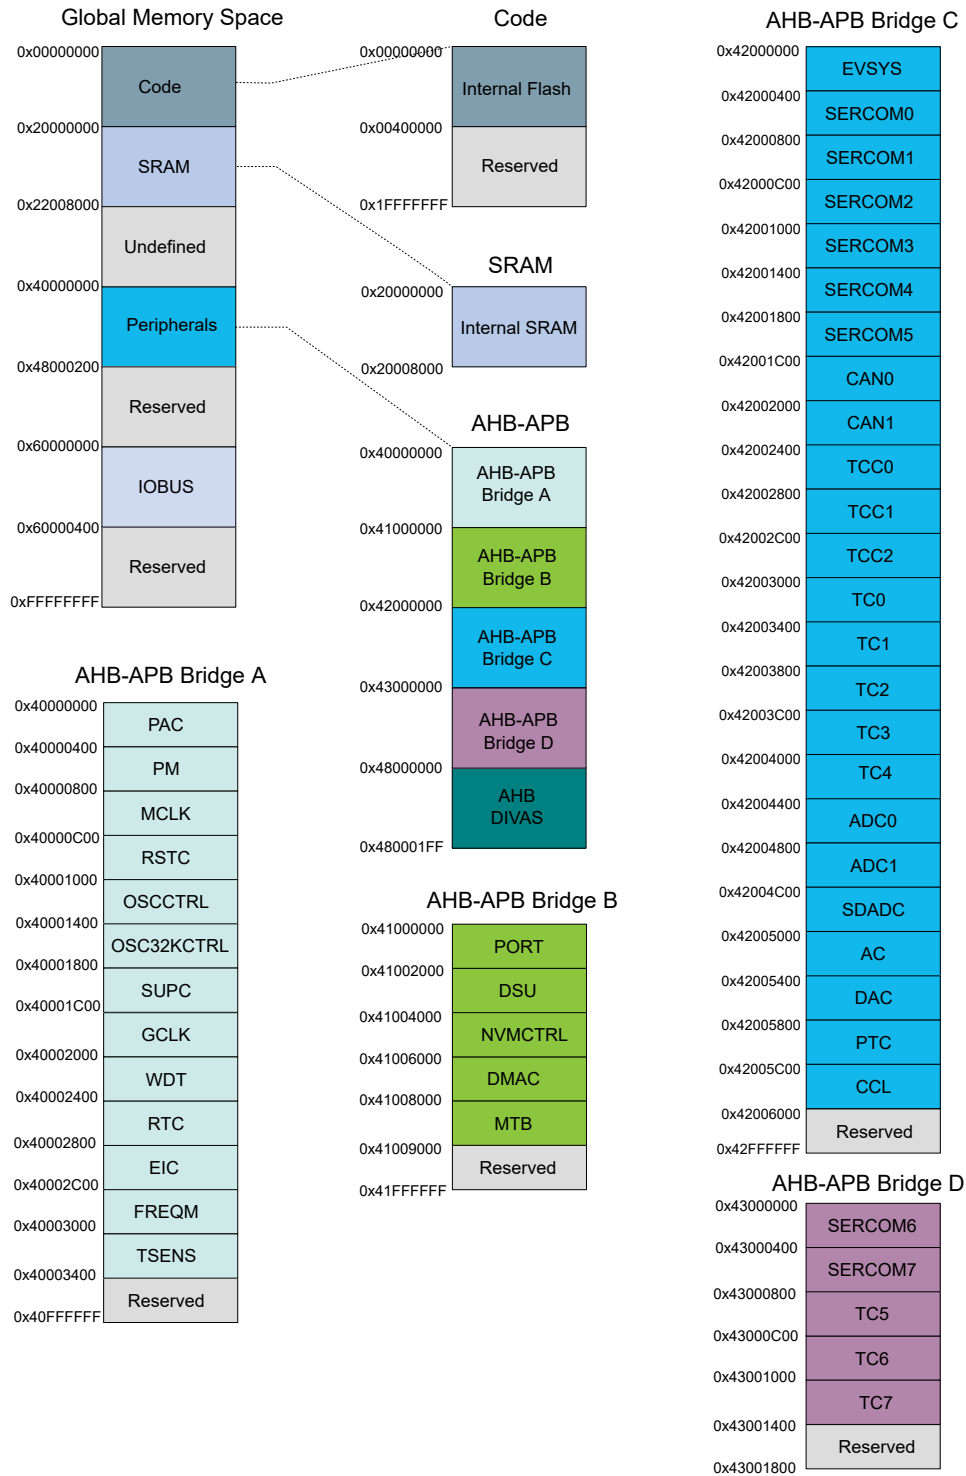 Global Memory Space
0x00000000
Code
0x20000000
SRAM
0x22008000
Undefined
0x40000000
Peripherals
0x48000200
Reserved
0x60000000
IOBUS
0x60000400
Reserved
0xFFFFFFFF
Code
0x00000000
Internal Flash
0x00400000
Reserved
0x1FFFFFFF
SRAM
0x20000000
Internal SRAM
0x20008000
AHB-APB
0x40000000
AHB-APB
Bridge A
0x41000000
AHB-APB
Bridge B
0x42000000
AHB-APB
Bridge C
0x43000000
AHB-APB
Bridge D
0x48000000
AHB
DIVAS
0x480001FF
AHB-APB Bridge A
0x40000000
PAC
0x40000400
PM
0x40000800
MCLK
0x40000C00
RSTC
0x40001000
OSCCTRL
0x40001400
OSC32KCTRL
0x40001800
SUPC
0x40001C00
GCLK
0x40002000
WDT
0x40002400
RTC
0x40002800
EIC
0x40002C00
FREQM
0x40003000
TSENS
0x40003400
Reserved
0x40FFFFFF
AHB-APB Bridge B
0x41000000
PORT
0x41002000
DSU
0x41004000
NVMCTRL
0x41006000
DMAC
0x41008000
MTB
0x41009000
Reserved
0x41FFFFFF
AHB-APB Bridge C
0x42000000
EVSYS
0x42000400
SERCOM0
0x42000800
SERCOM1
0x42000C00
SERCOM2
0x42001000
SERCOM3
0x42001400
SERCOM4
0x42001800
SERCOM5
0x42001C00
CAN0
0x42002000
CAN1
0x42002400
TCC0
0x42002800
TCC1
0x42002C00
TCC2
0x42003000
TC0
0x42003400
TC1
0x42003800
TC2
0x42003C00
TC3
0x42004000
TC4
0x42004400
ADC0
0x42004800
ADC1
0x42004C00
SDADC
0x42005000
AC
0x42005400
DAC
0x42005800
PTC
0x42005C00
CCL
0x42006000
Reserved
0x42FFFFFF
AHB-APB Bridge D
0x43000000
SERCOM6
0x43000400
SERCOM7
0x43000800
TC5
0x43000C00
TC6
0x43001000
TC7
0x43001400
Reserved
0x43001800